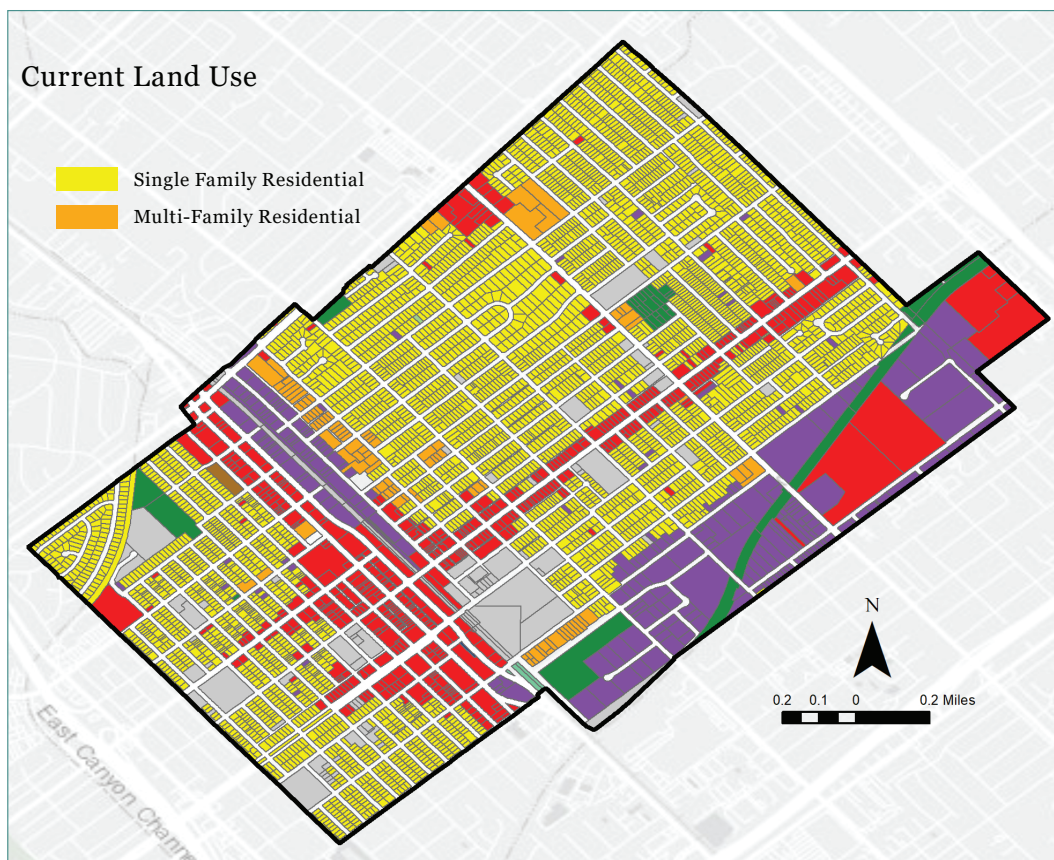 Current Land Use
Single Family Residential
Multi-Family Residential
N
0.2 0.1 0 0.2 Miles
East Canyon Channe